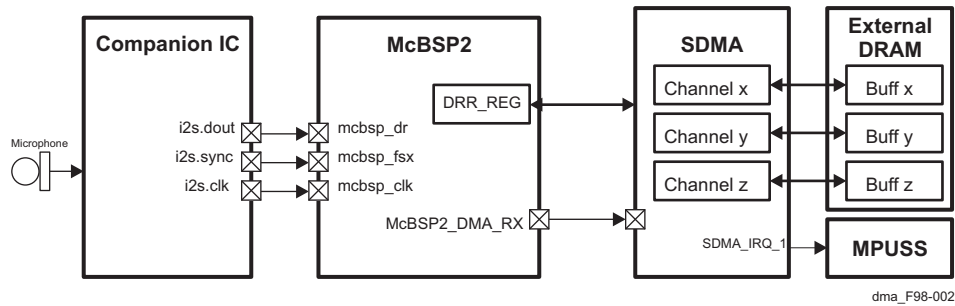 Companion IC
McBSP2
SDMA
External
DRAM
DRR_REG
Channel x
Buff x
Channel y
Buff y
Channel z
Buff z
Microphone
i2s.dout
mcbsp_dr
i2s.sync
mcbsp_fsx
i2s.clk
mcbsp_clk
McBSP2_DMA_RX
SDMA_IRQ_1
MPUSS
dma_F98-002